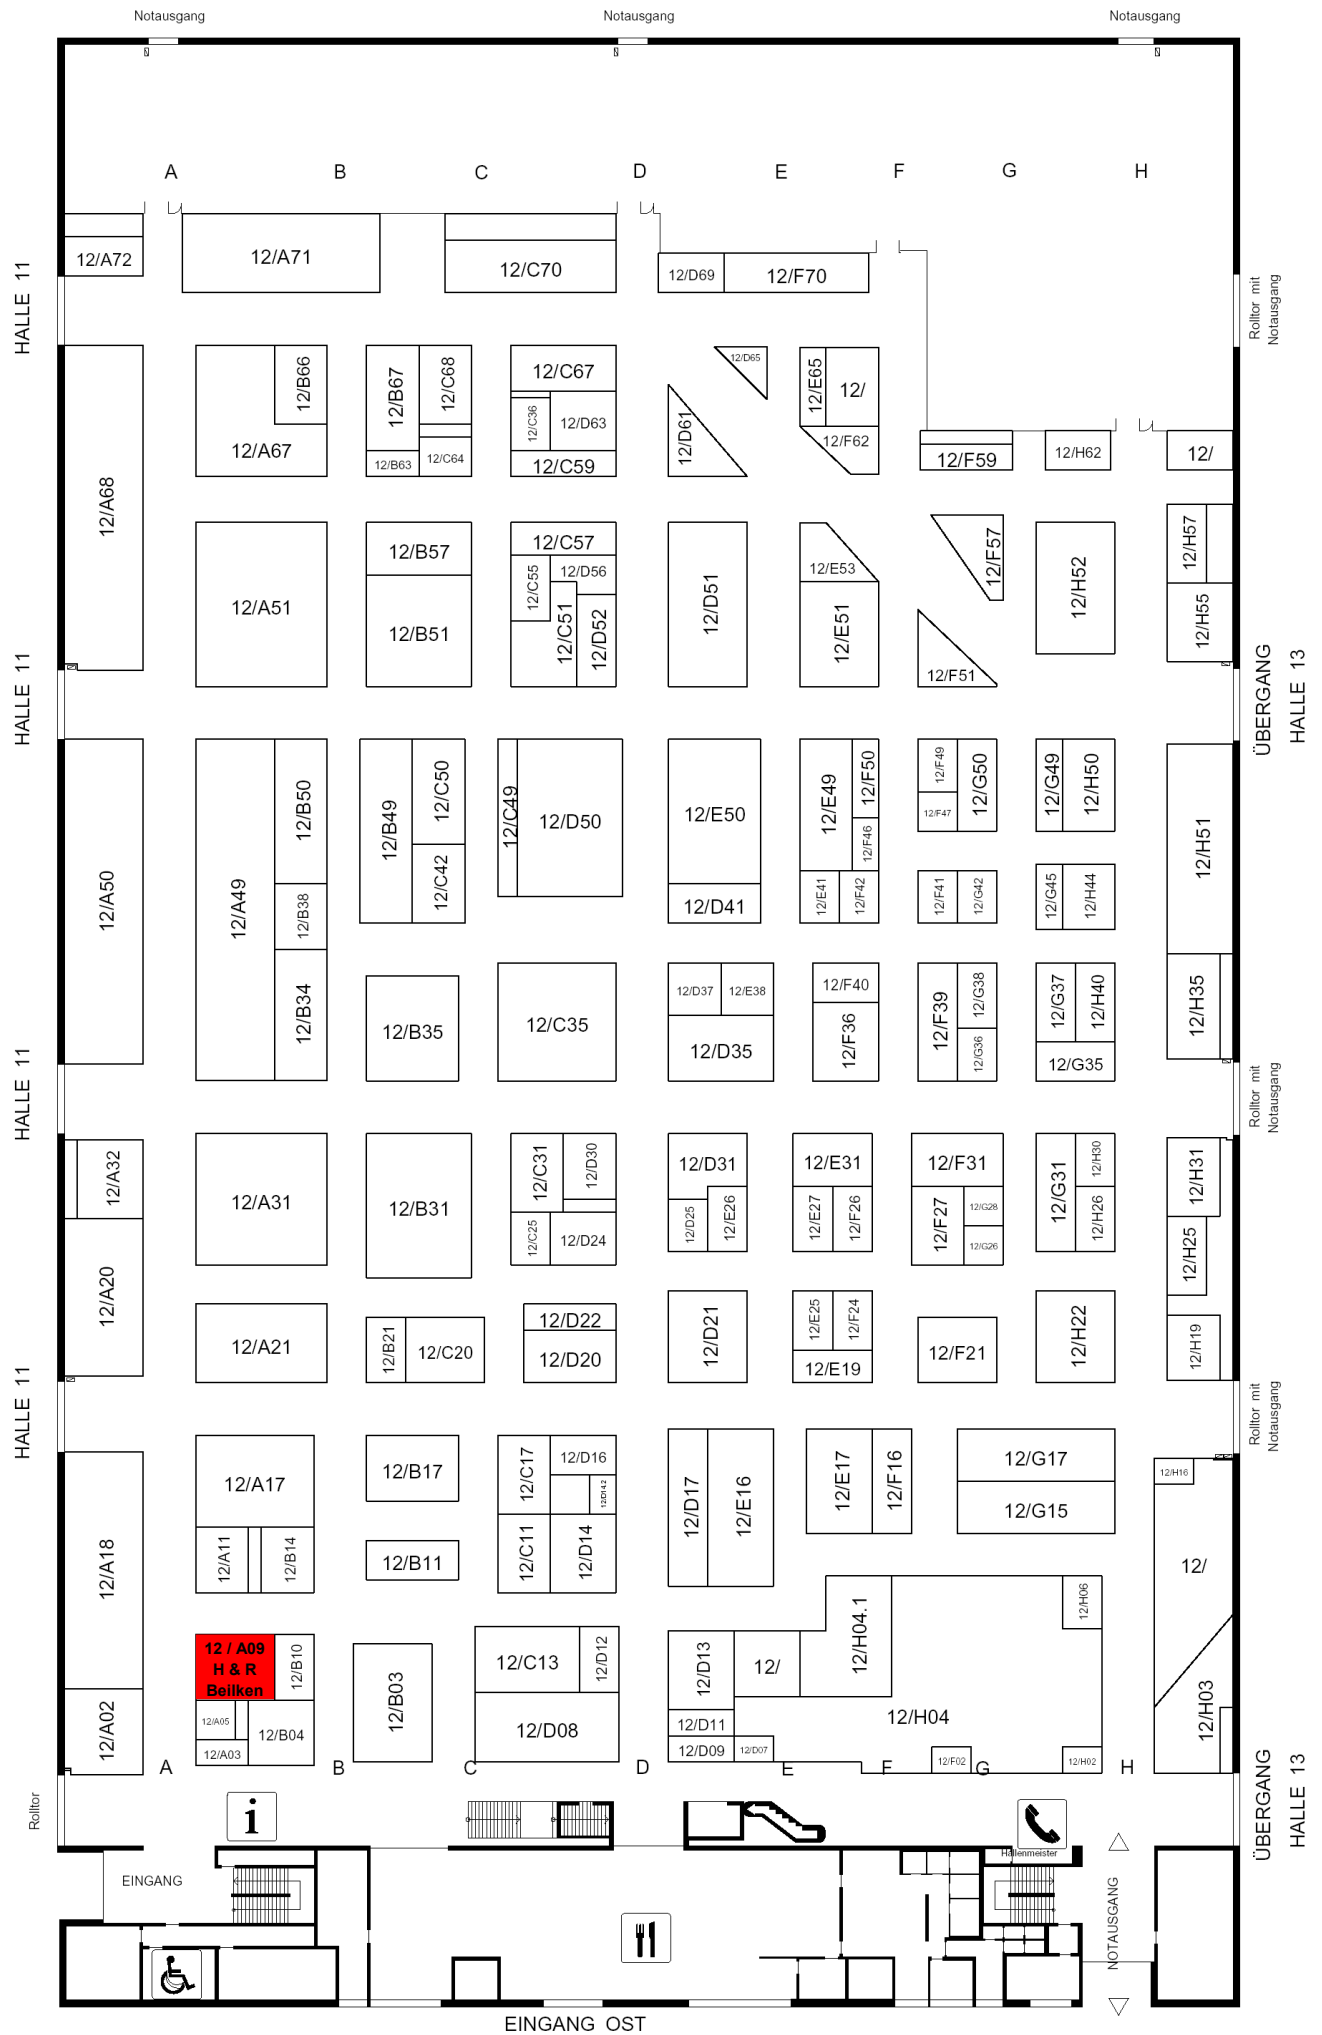 Notausgang Notausgang Notausgang
A B C D E F G H
12/A72 12/A71 12/C70 12/D69 12/F70
HALLE 11
Rolltor mit
Notausgang
12/A68 12/A67 12/B66 12/B67 12/C68 12/B63 12/C64 12/C67 12/C36 12/D63 12/C59 12/D61 12/D65 12/E65 12/ 12/F62 12/F59 12/H62 12/
12/A51 12/B57 12/B51 12/C57 12/C55 12/D56 12/C51 12/D52 12/D51 12/E53 12/E51 12/F57 12/F51 12/H52 12/H57 12/H55
HALLE 11
ÜBERGANG
HALLE 13
12/A50 12/A49 12/B50 12/B38 12/B34 12/B49 12/C50 12/C42 12/C49 12/D50 12/E50 12/D41 12/E49 12/F50 12/F46 12/E41 12/F42 12/F49 12/F47 12/G50 12/F41 12/G42 12/G49 12/H50 12/G45 12/H44 12/H51
12/B35 12/C35 12/D37 12/E38 12/D35 12/F40 12/F36 12/F39 12/G38 12/G36 12/G37 12/H40 12/G35 12/H35
HALLE 11
Rolltor mit
Notausgang
12/A32 12/A31 12/B31 12/C31 12/D30 12/C25 12/D24 12/D31 12/D25 12/E26 12/E31 12/E27 12/F26 12/F31 12/F27 12/G28 12/G26 12/G31 12/H30 12/H26 12/H31 12/H25
12/A20 12/A21 12/B21 12/C20 12/D22 12/D20 12/D21 12/E25 12/F24 12/E19 12/F21 12/H22 12/H19
HALLE 11
Rolltor mit
Notausgang
12/A18 12/A17 12/A11 12/B14 12/B17 12/B11 12/C17 12/D16 12/D14.2 12/C11 12/D14 12/D17 12/E16 12/E17 12/F16 12/G17 12/G15 12/H16 12/
12 / A09
H & R
Beilken
12/B10 12/A05 12/A03 12/B04 12/A02 12/B03 12/C13 12/D12 12/D08 12/D13 12/ 12/H04.1 12/H06 12/D11 12/D09 12/D07 12/H04 12/F02 12/H02 12/H03
A B C D E F G H
Rolltor
ÜBERGANG
HALLE 13
i
Hallenmeister
EINGANG
NOTAUSGANG
EINGANG OST